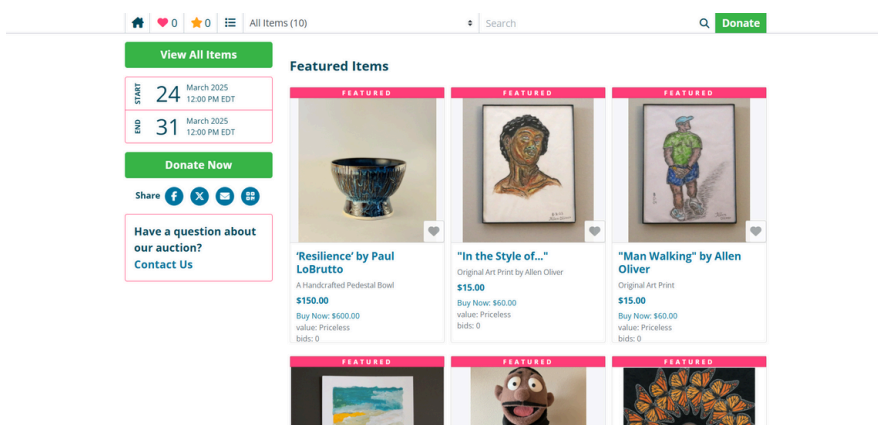 0
0
All Items (10)
Search
Donate
View All Items
START
24
March 2025
12:00 PM EDT
END
31
March 2025
12:00 PM EDT
Donate Now
Share
Have a question about
our auction?
Contact Us
Featured Items
FEATURED
‘Resilience’ by Paul
LoBrutto
A Handcrafted Pedestal Bowl
$150.00
Buy Now: $600.00
value: Priceless
bids: 0
FEATURED
"In the Style of..."
Original Art Print by Allen Oliver
$15.00
Buy Now: $60.00
value: Priceless
bids: 0
FEATURED
"Man Walking" by Allen
Oliver
Original Art Print
$15.00
Buy Now: $60.00
value: Priceless
bids: 0
FEATURED
FEATURED
FEATURED